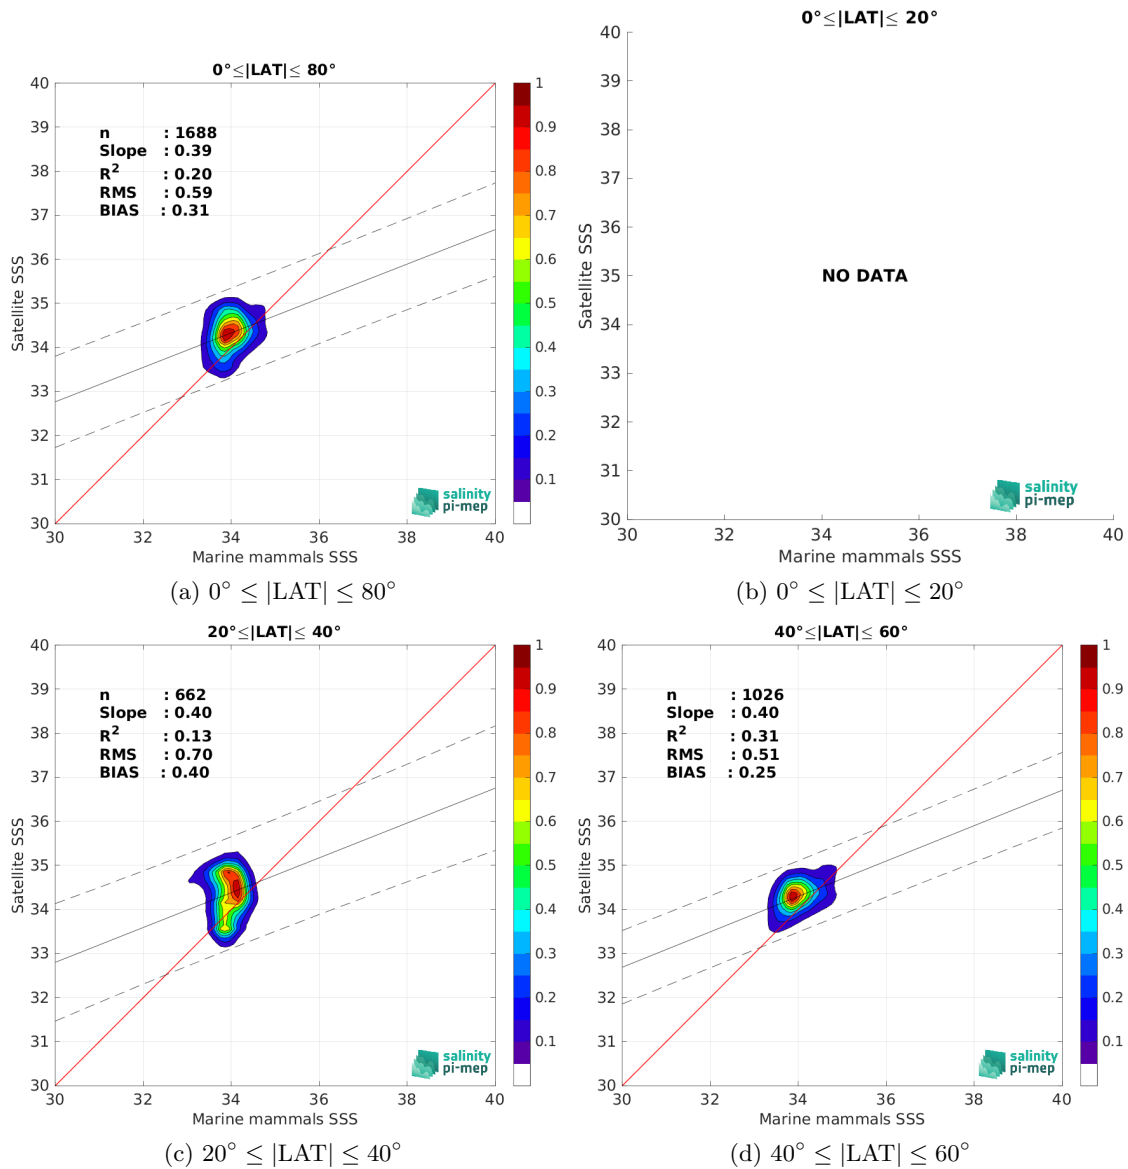 0°≤|LAT|≤ 80°
40
39
38
37
36
35
34
33
32
31
30
n : 1688
Slope : 0.39
R² : 0.20
RMS : 0.59
BIAS : 0.31
Satellite SSS
30 32 34 36 38 40
Marine mammals SSS
salinity
pi-mep
1
0.9
0.8
0.7
0.6
0.5
0.4
0.3
0.2
0.1
(a) 0° ≤ |LAT| ≤ 80°
0°≤|LAT|≤ 20°
40
39
38
37
36
35
34
33
32
31
30
NO DATA
Satellite SSS
30 32 34 36 38 40
Marine mammals SSS
salinity
pi-mep
(b) 0° ≤ |LAT| ≤ 20°
20°≤|LAT|≤ 40°
40
39
38
37
36
35
34
33
32
31
30
n : 662
Slope : 0.40
R² : 0.13
RMS : 0.70
BIAS : 0.40
Satellite SSS
30 32 34 36 38 40
Marine mammals SSS
salinity
pi-mep
1
0.9
0.8
0.7
0.6
0.5
0.4
0.3
0.2
0.1
(c) 20° ≤ |LAT| ≤ 40°
40°≤|LAT|≤ 60°
40
39
38
37
36
35
34
33
32
31
30
n : 1026
Slope : 0.40
R² : 0.31
RMS : 0.51
BIAS : 0.25
Satellite SSS
30 32 34 36 38 40
Marine mammals SSS
salinity
pi-mep
1
0.9
0.8
0.7
0.6
0.5
0.4
0.3
0.2
0.1
(d) 40° ≤ |LAT| ≤ 60°